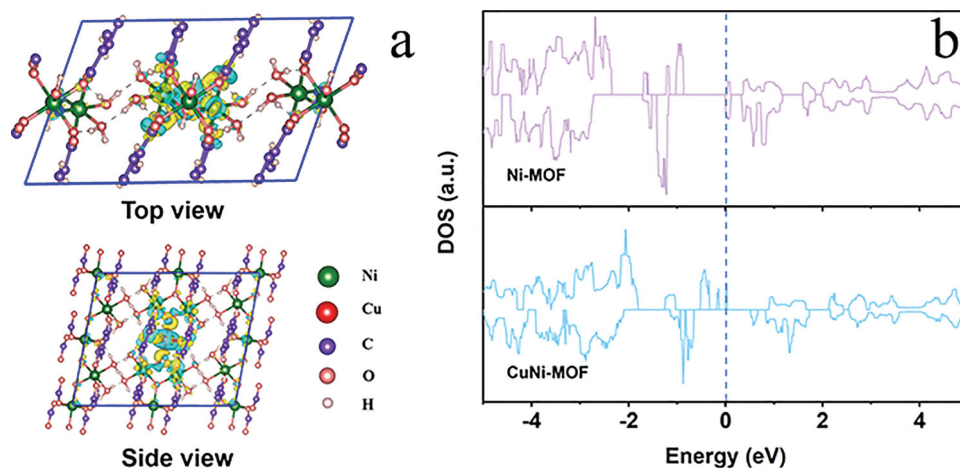 a
Top view
Side view
Ni
Cu
C
O
H
b
DOS (a.u.)
Ni-MOF
CuNi-MOF
-4
-2
0
2
4
Energy (eV)